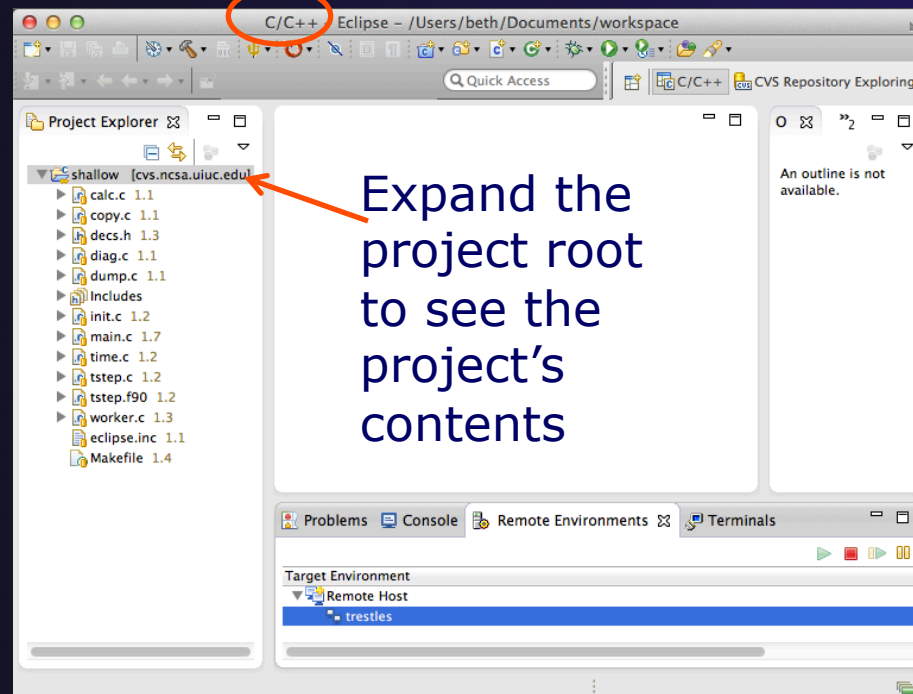 C/C++ - Eclipse - /Users/beth/Documents/workspace
Quick Access
C/C++
CVS Repository Exploring
Project Explorer
shallow [cvs.ncsa.uiuc.edu]
calc.c 1.1
copy.c 1.1
decs.h 1.3
diag.c 1.1
dump.c 1.1
Includes
init.c 1.2
main.c 1.7
time.c 1.2
tstep.c 1.2
tstep.f90 1.2
worker.c 1.3
eclipse.inc 1.1
Makefile 1.4
Expand the
project root
to see the
project’s
contents
O »2
An outline is not
available.
Problems Console Remote Environments Terminals
Target Environment
Remote Host
trestles